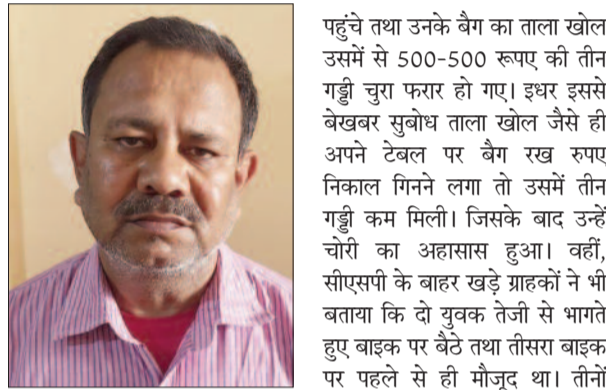 पहुंचे तथा उनके बैग का ताला खोल
उसमें से 500-500 रूपए की तीन
गड्डी चुरा फरार हो गए। इधर इससे
बेखबर सुबोध ताला खोल जैसे ही
अपने टेबल पर बैग रख रुपए
निकाल गिनने लगा तो उसमें तीन
गड्डी कम मिली। जिसके बाद उन्हें
चोरी का अहासास हुआ। वहीं,
सीएसपी के बाहर खड़े ग्राहकों ने भी
बताया कि दो युवक तेजी से भागते
हुए बाइक पर बैठे तथा तीसरा बाइक
पर पहले से ही मौजूद था। तीनों